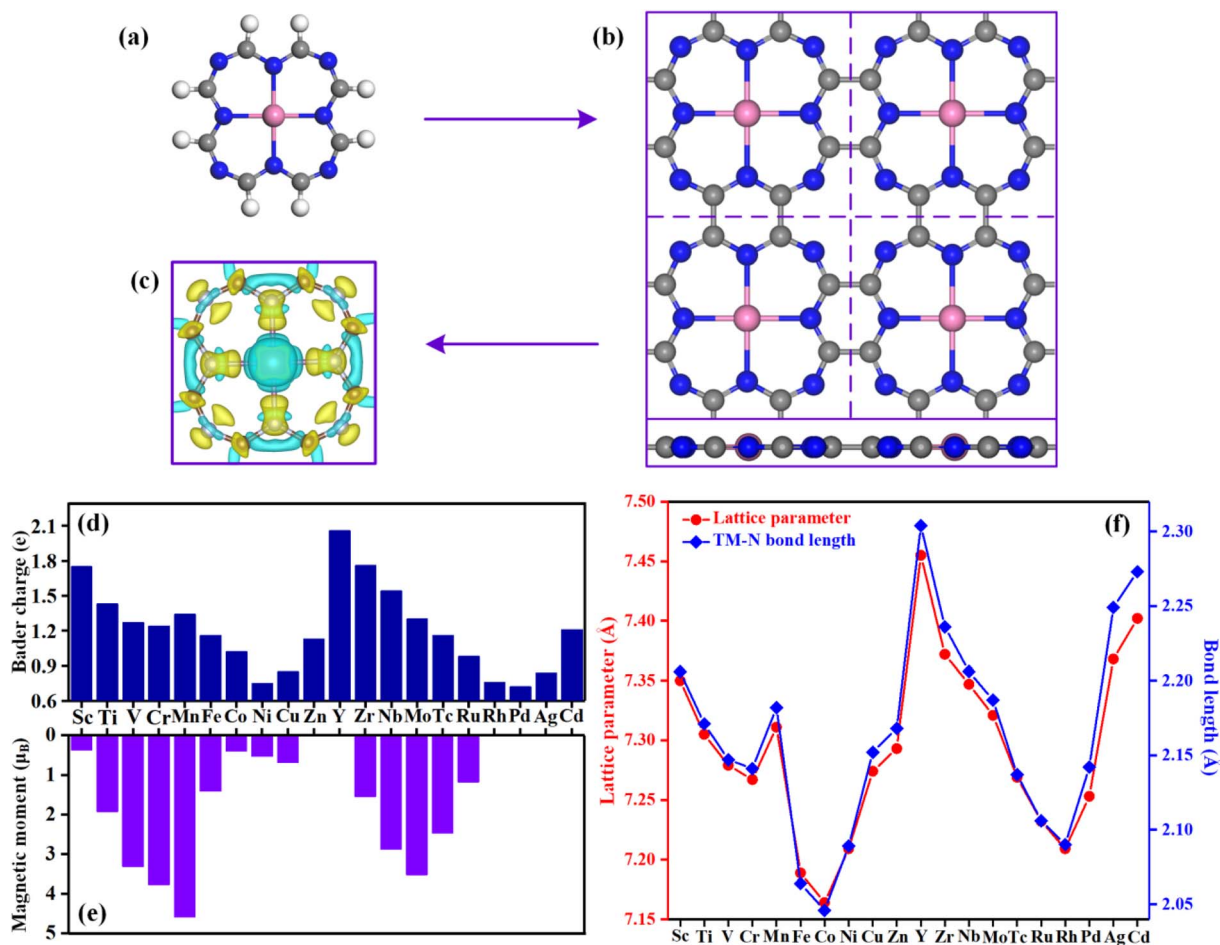 (a)
(b)
(c)
(d)
Bader charge (e)
2.1
1.8
1.5
1.2
0.9
0.6
Sc Ti V Cr Mn Fe Co Ni Cu Zn Y Zr Nb Mo Tc Ru Rh Pd Ag Cd
Magnetic moment (μB)
0
1
2
3
4
5
(e)
(f)
Lattice parameter
TM-N bond length
Lattice parameter (Å)
7.50
7.45
7.40
7.35
7.30
7.25
7.20
7.15
Bond length (Å)
2.30
2.25
2.20
2.15
2.10
2.05
Sc Ti V Cr Mn Fe Co Ni Cu Zn Y Zr Nb Mo Tc Ru Rh Pd Ag Cd